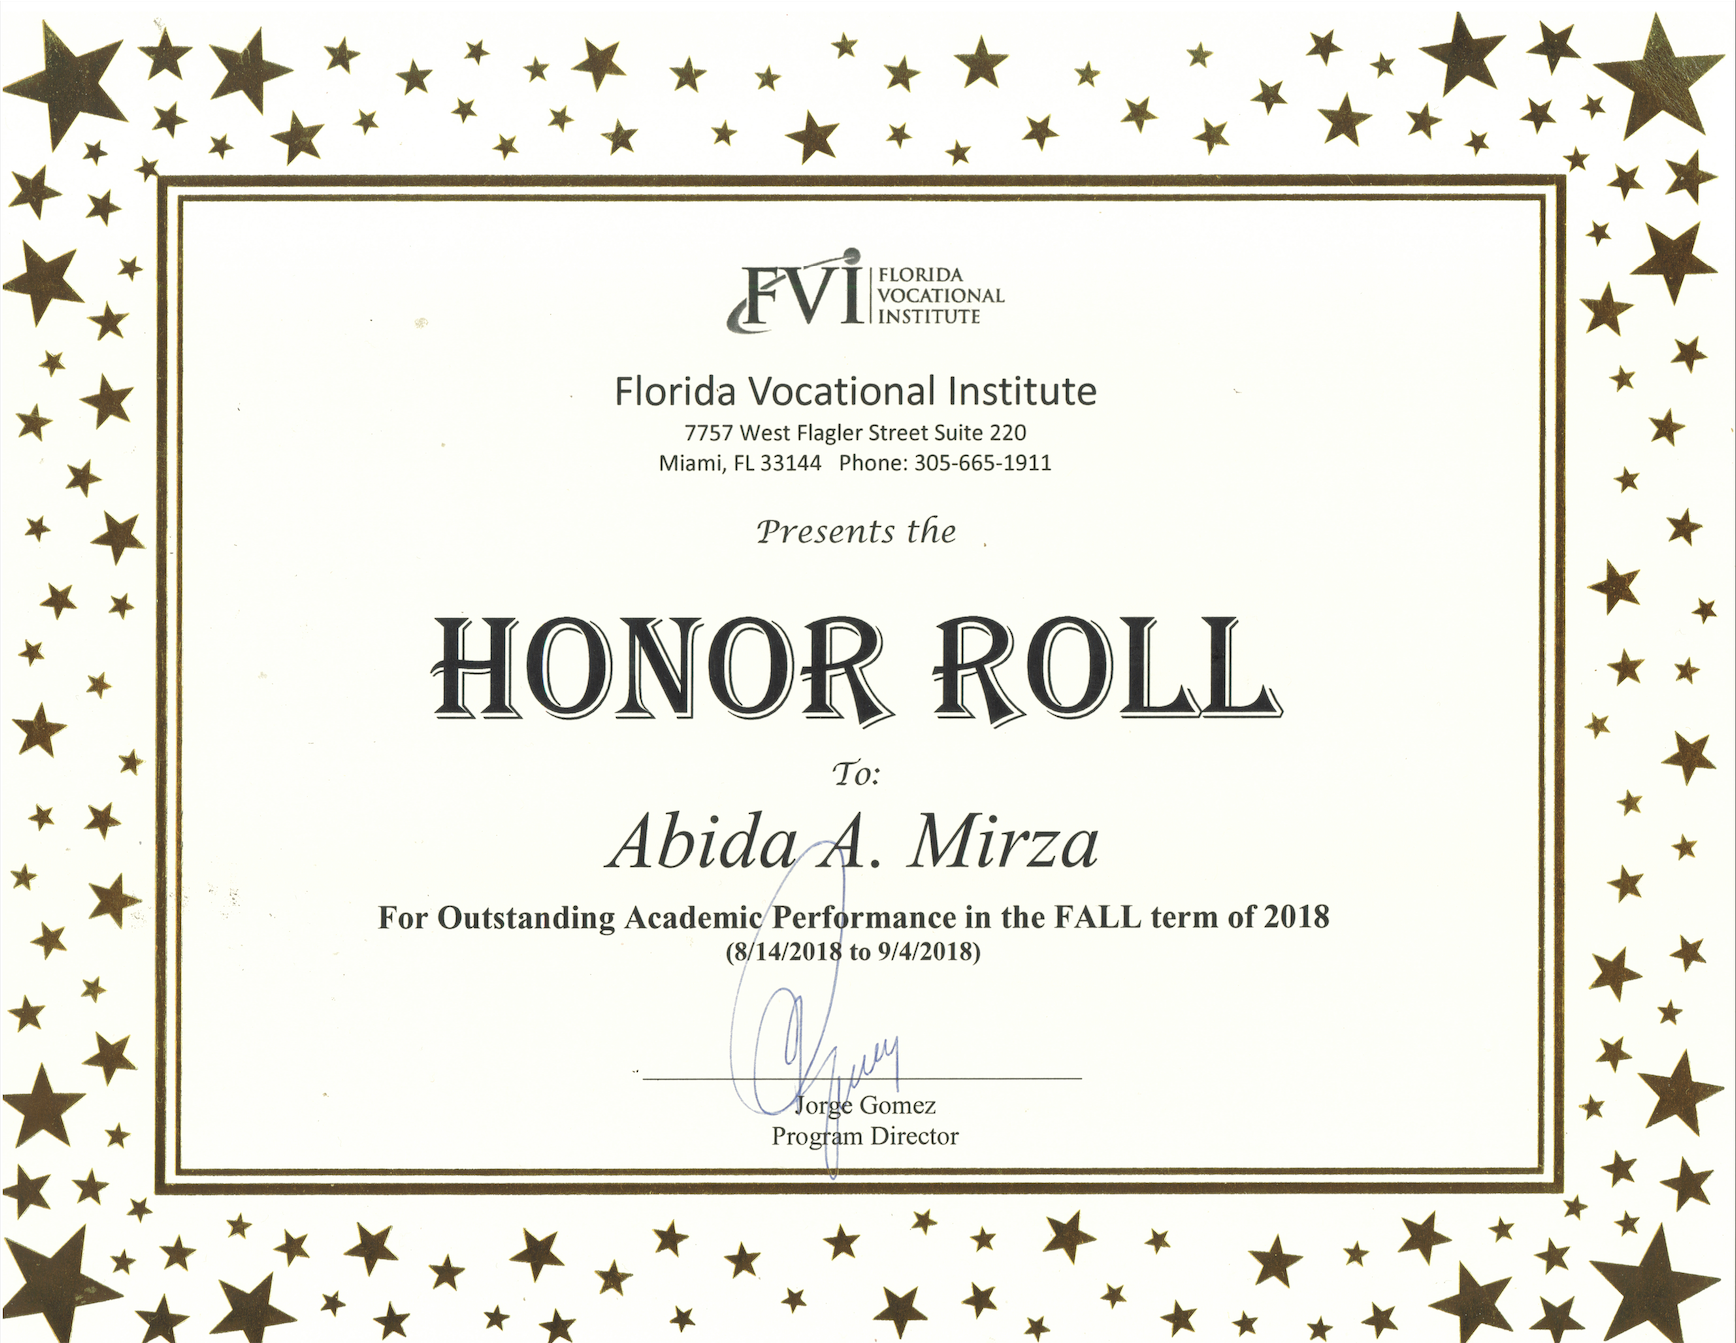 FVI FLORIDA
VOCATIONAL
INSTITUTE
Florida Vocational Institute
7757 West Flagler Street Suite 220
Miami, FL 33144 Phone: 305-665-1911
Presents the
HONOR ROLL
To:
Abida A. Mirza
For Outstanding Academic Performance in the FALL term of 2018
(8/14/2018 to 9/4/2018)
Jorge Gomez
Program Director